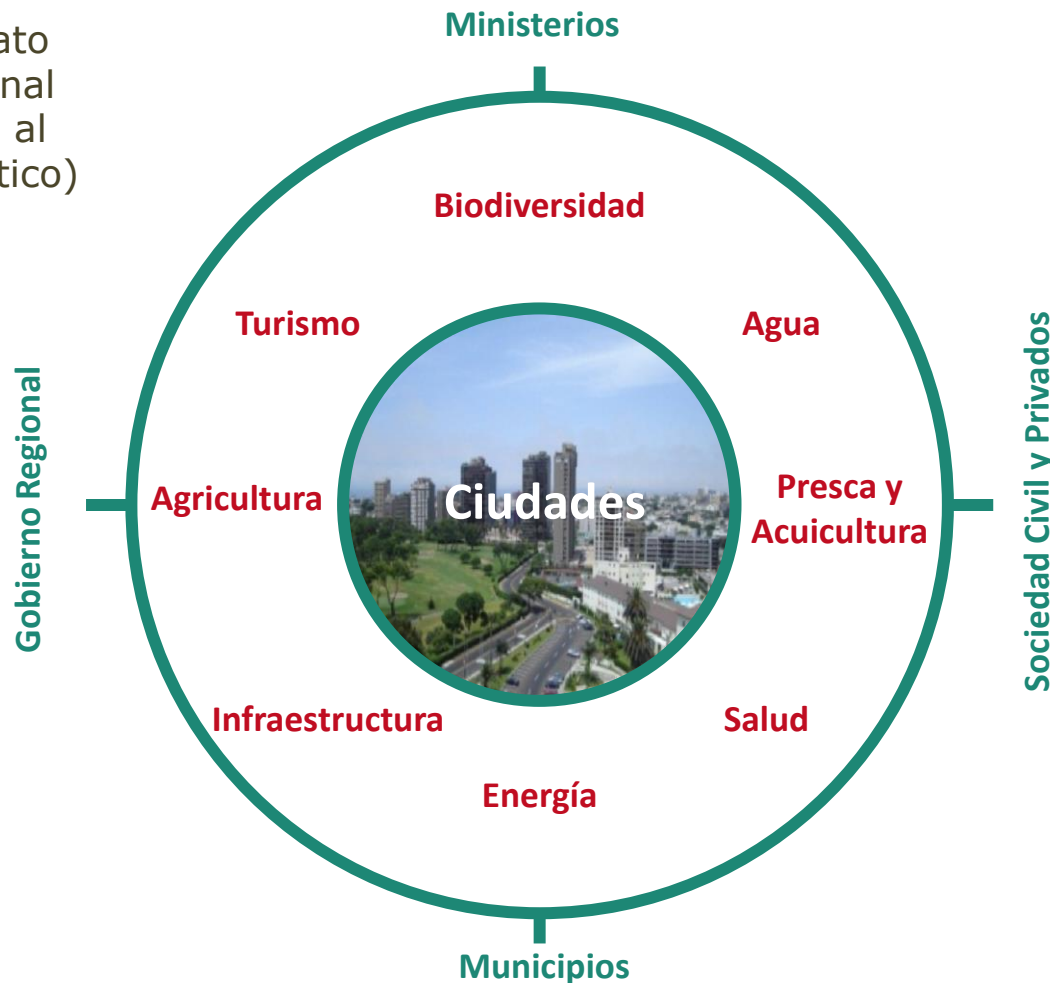 Ministerios
ato
nal
al
tico)
Biodiversidad
Turismo
Agua
Gobierno Regional
Sociedad Civil y Privados
Agricultura
Ciudades
Presca y
Acuicultura
Infraestructura
Salud
Energía
Municipios